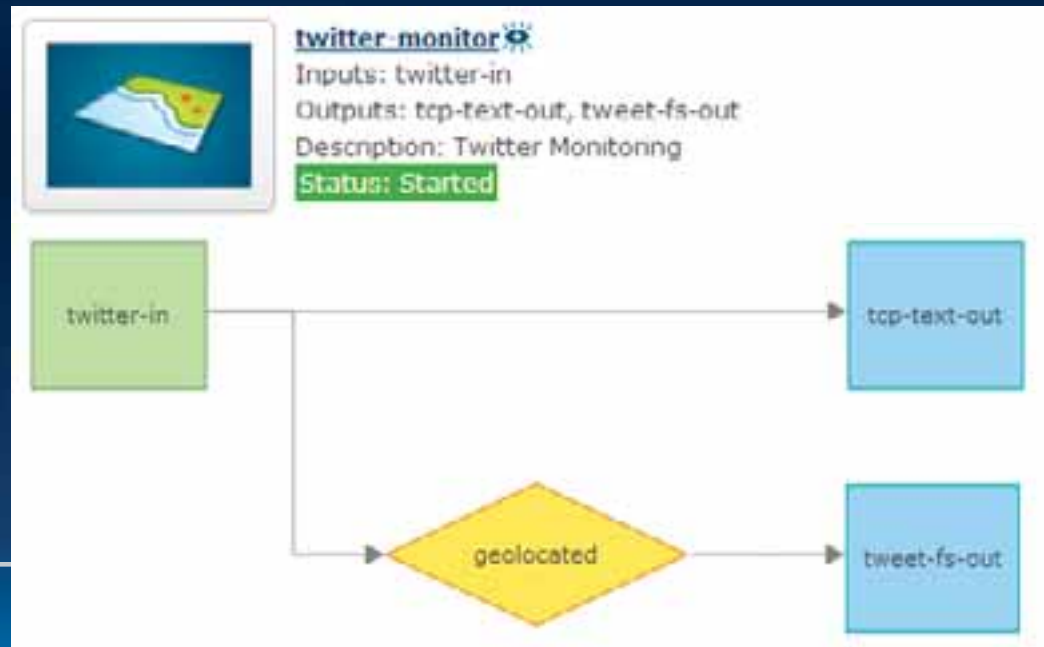 twitter-monitor
Inputs: twitter-in
Outputs: tcp-text-out, tweet-fs-out
Description: Twitter Monitoring
Status: Started
twitter-in
tcp-text-out
geolocated
tweet-fs-out